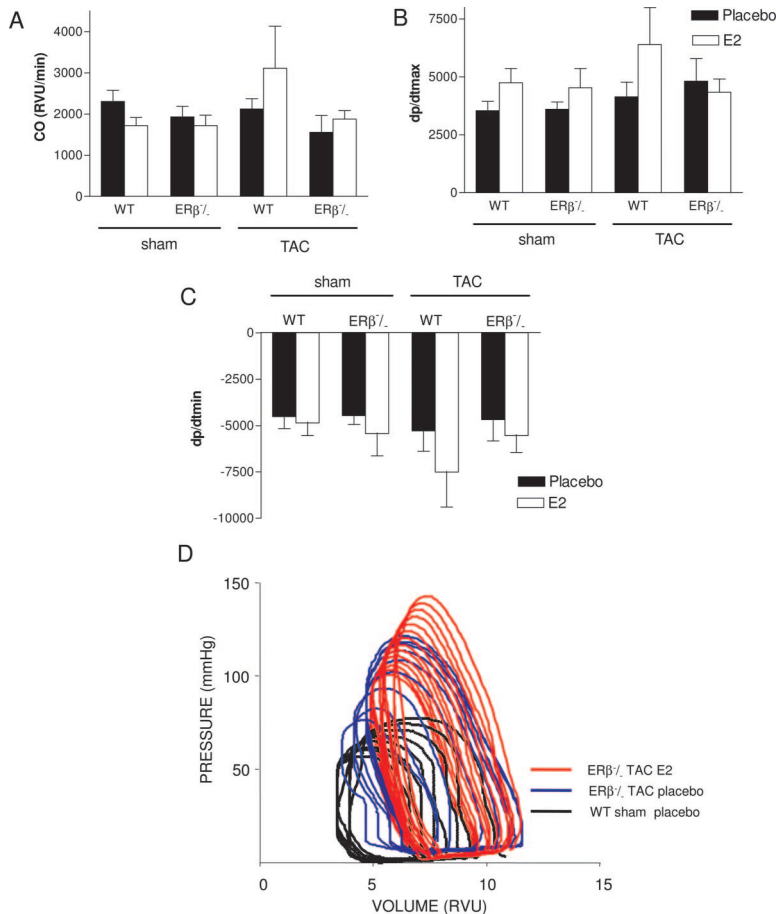 A
CO (RVU/min)
4000
3000
2000
1000
0
WT
ERβ-/-
WT
ERβ-/-
sham
TAC
B
dp/dtmax
7500
5000
2500
0
Placebo
E2
WT
ERβ-/-
WT
ERβ-/-
sham
TAC
C
sham
TAC
WT
ERβ-/-
WT
ERβ-/-
dp/dtmin
0
-2500
-5000
-7500
-10000
Placebo
E2
D
PRESSURE (mmHg)
150
100
50
0
5
10
15
VOLUME (RVU)
ERβ-/- TAC E2
ERβ-/- TAC placebo
WT sham placebo